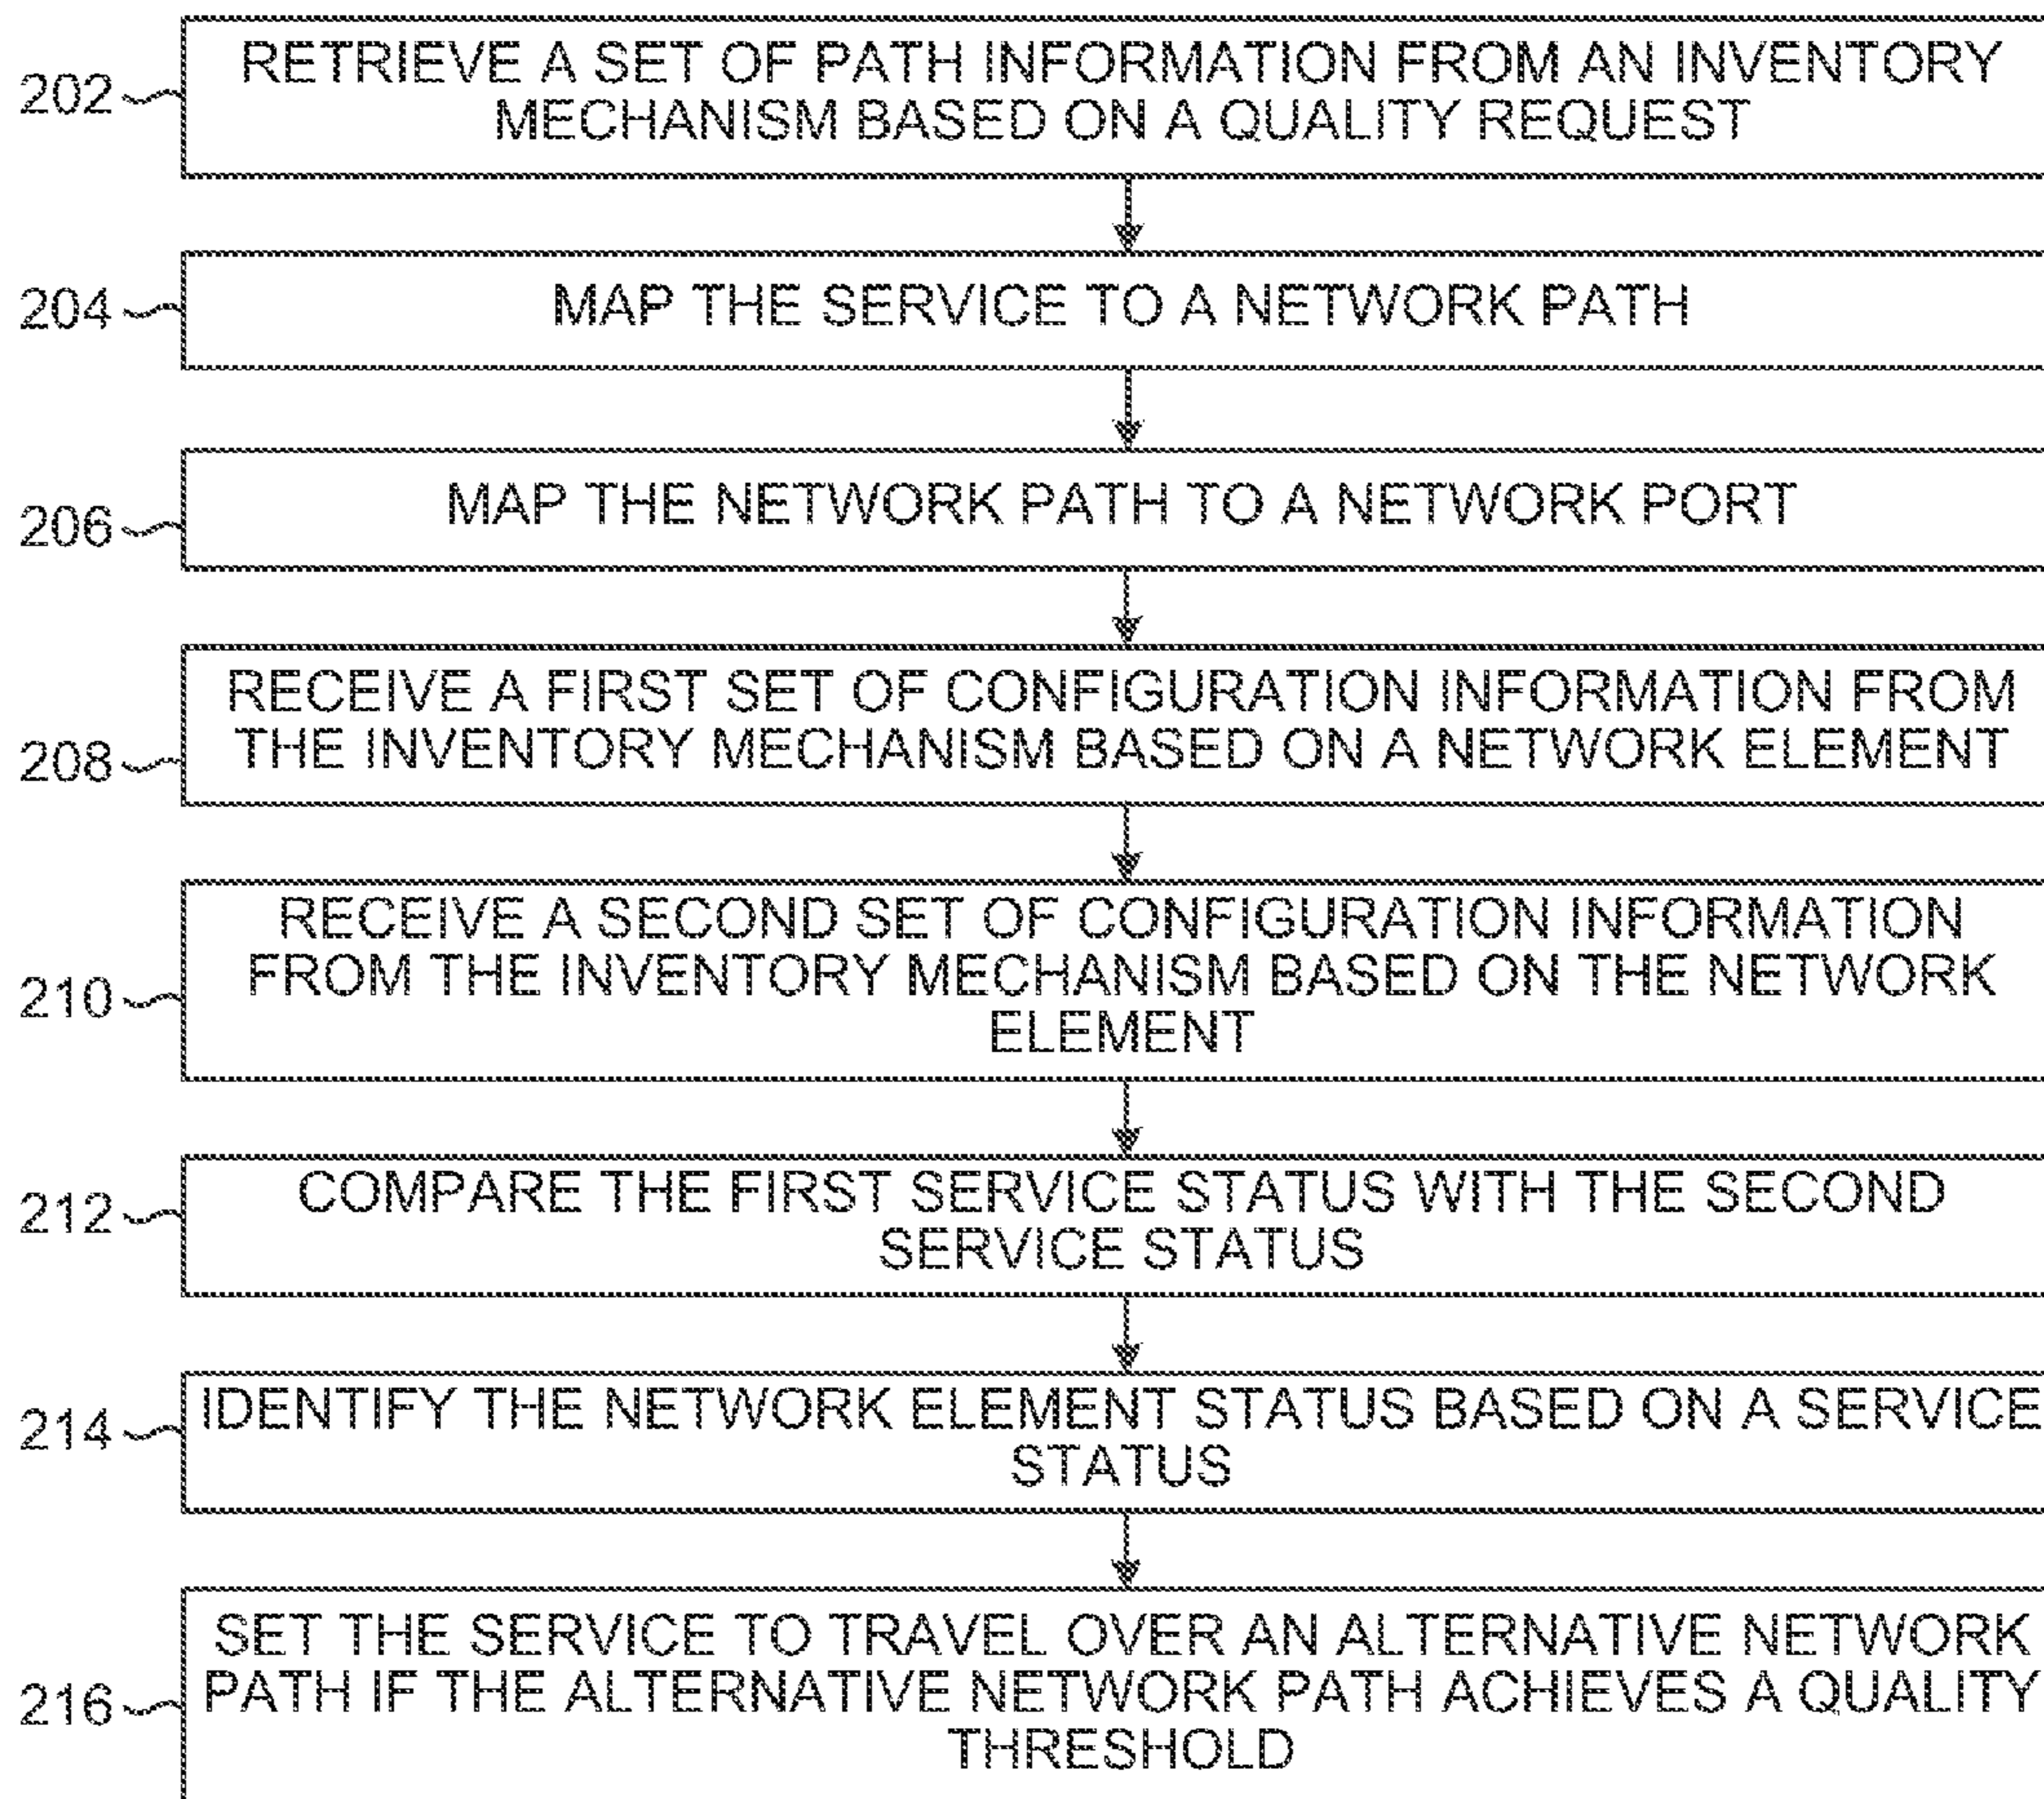 RETRIEVE A SET OF PATH INFORMATION FROM AN INVENTORY
202
MECHANISM BASED ON A QUALITY REQUEST
204
MAP THE SERVICE TO A NETWORK PATH
206
MAP THE NETWORK PATH TO A NETWORK PORT
RECEIVE A FIRST SET OF CONFIGURATION INFORMATION FROM
208
THE INVENTORY MECHANISM BASED ON A NETWORK ELEMENT
RECEIVE A SECOND SET OF CONFIGURATION INFORMATION
210
FROM THE INVENTORY MECHANISM BASED ON THE NETWORK
ELEMENT
212
COMPARE THE FIRST SERVICE STATUS WITH THE SECOND
SERVICE STATUS
214
IDENTIFY THE NETWORK ELEMENT STATUS BASED ON A SERVICE
STATUS
SET THE SERVICE TO TRAVEL OVER AN ALTERNATIVE NETWORK
216
PATH IF THE ALTERNATIVE NETWORK PATH ACHIEVES A QUALITY
THRESHOLD